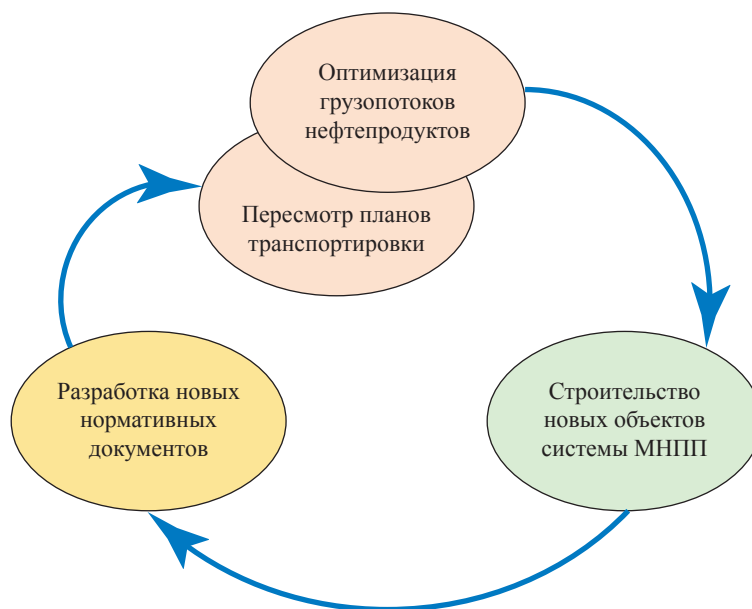 Оптимизация
грузопотоков
нефтепродуктов
Пересмотр планов
транспортировки
Разработка новых
нормативных
документов
Строительство
новых объектов
системы МНПП